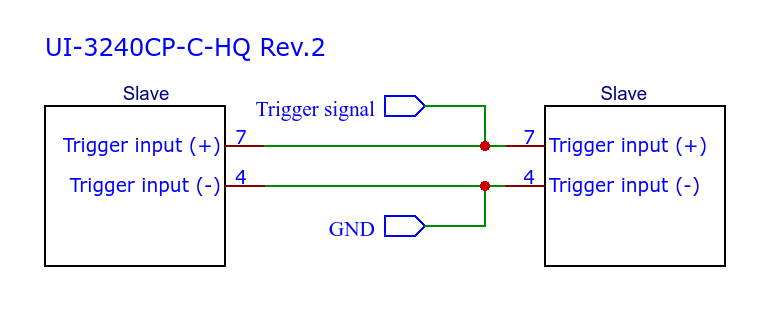 UI-3240CP-C-HQ Rev.2
Slave
Slave
Trigger signal
Trigger input (+)
7
7
Trigger input (+)
Trigger input (-)
4
4
Trigger input (-)
GND